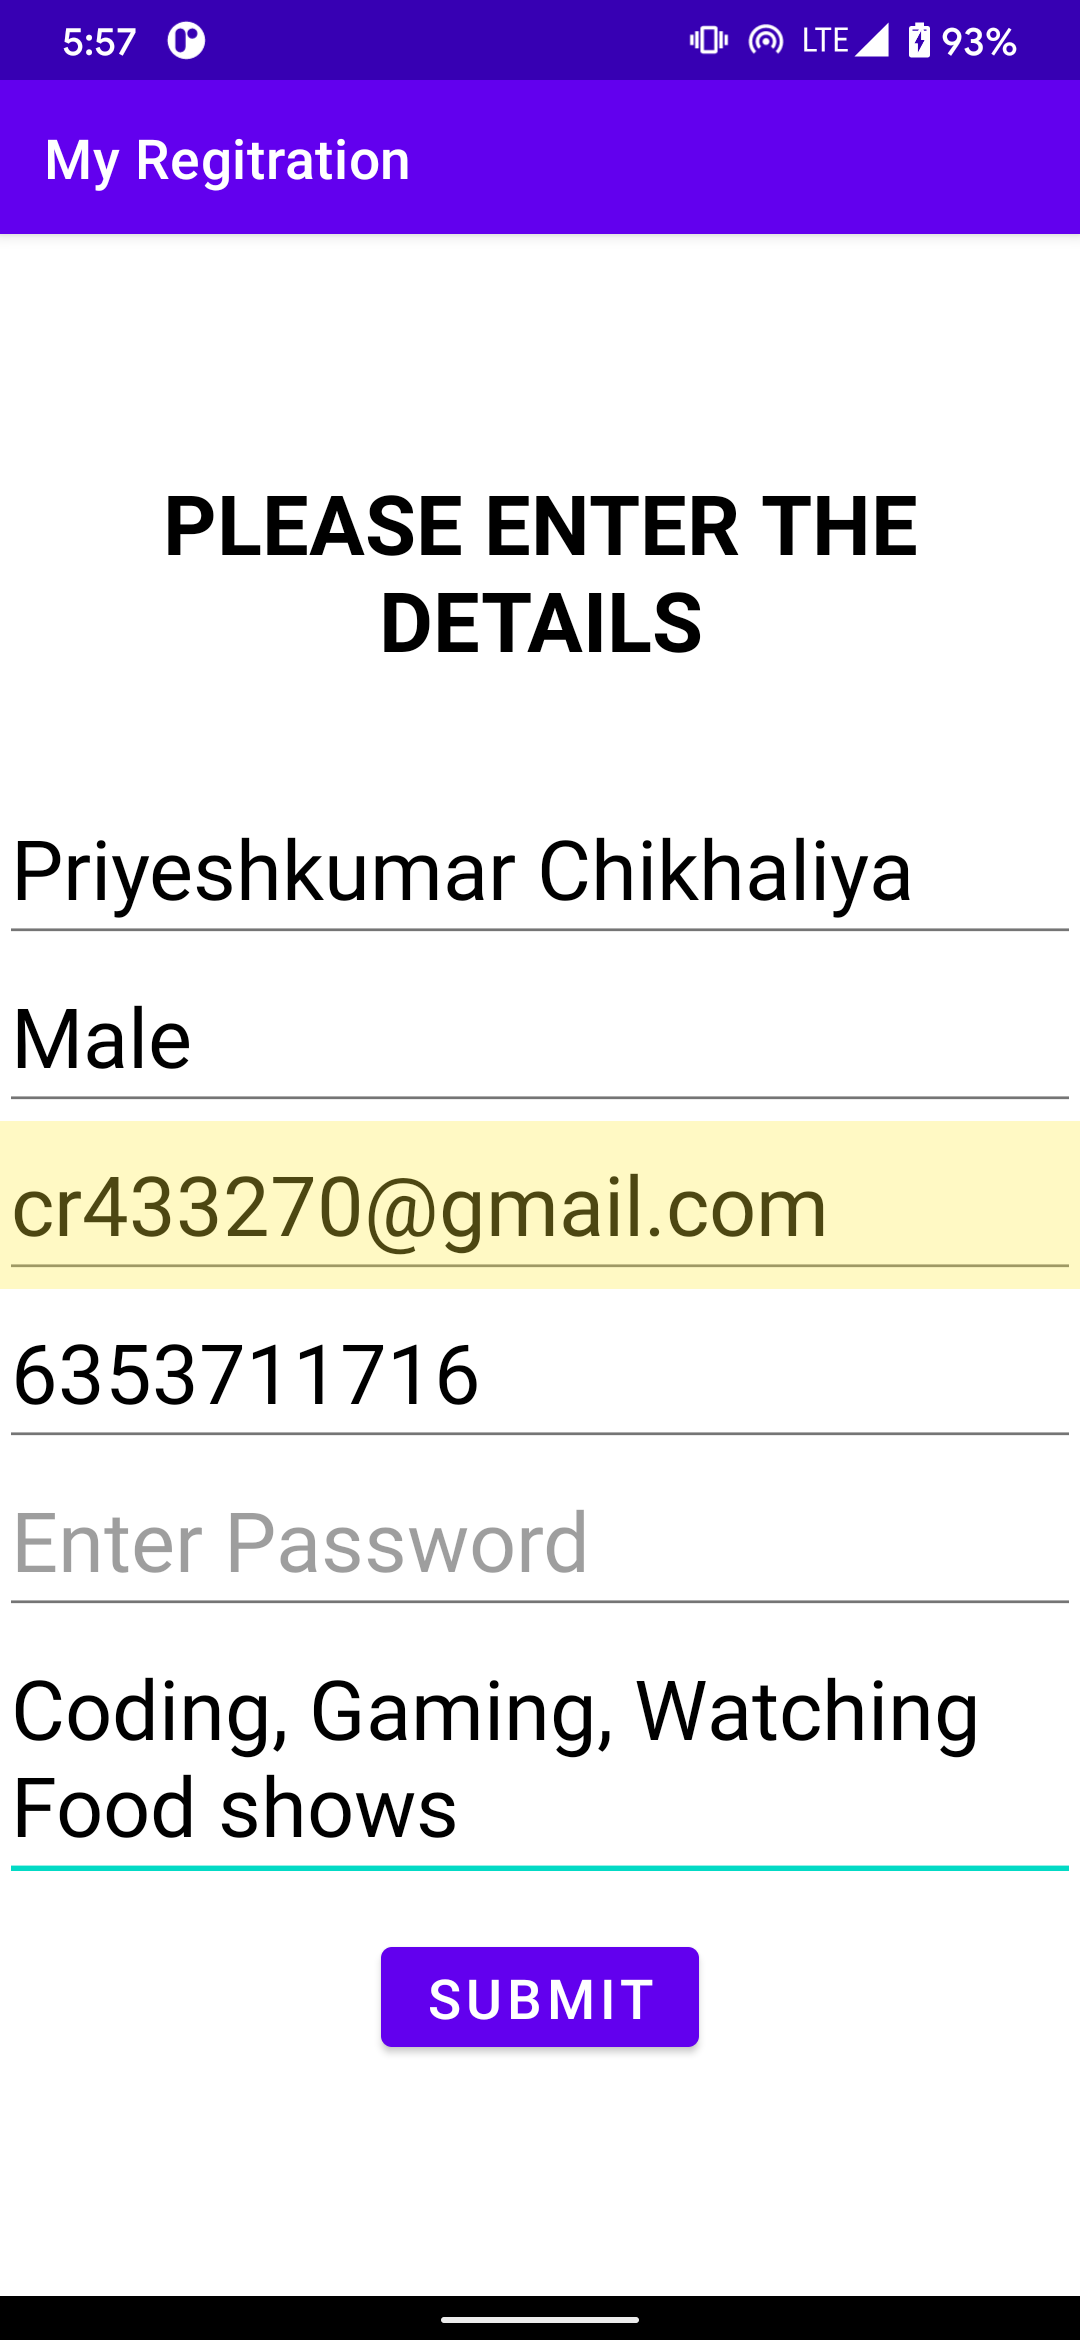 5:57 LTE 93%
My Regitration
PLEASE ENTER THE
DETAILS
Priyeshkumar Chikhaliya
Male
cr433270@gmail.com
6353711716
Enter Password
Coding, Gaming, Watching
Food shows
SUBMIT